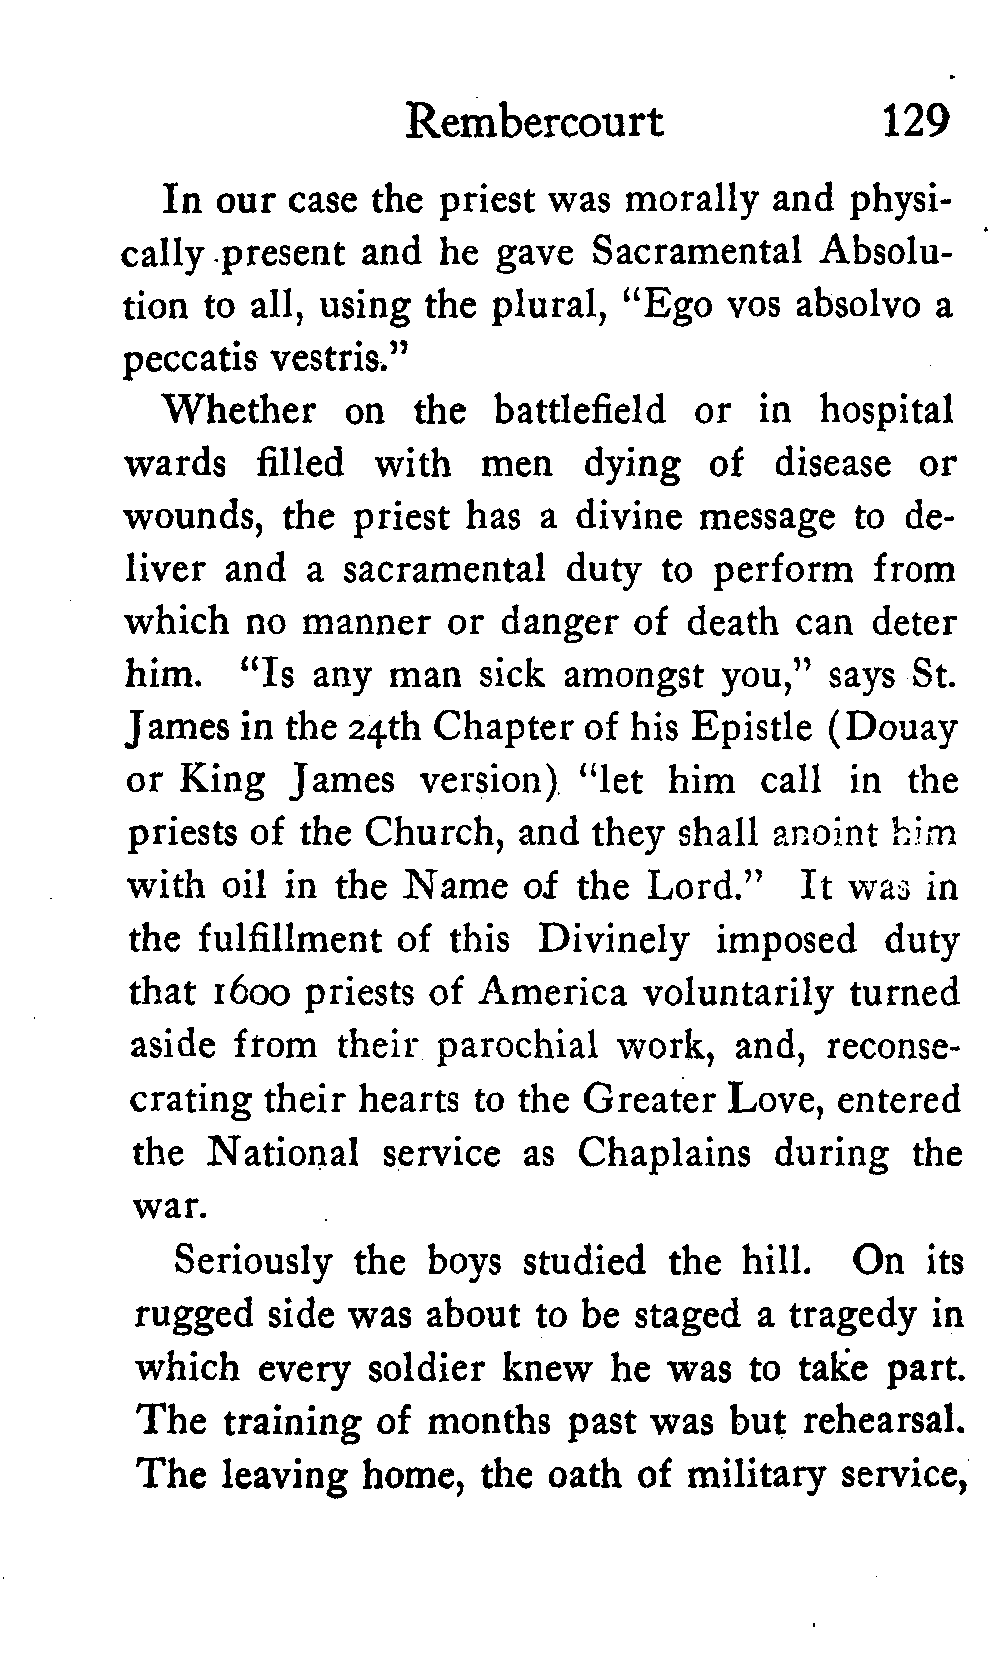 Rembercourt 129
In our case the priest was morally and physi-
cally present and he gave Sacramental Absolu-
tion to all, using the plural, “Ego vos absolvo a
peccatis vestris.”
Whether on the battlefield or in hospital
wards filled with men dying of disease or
wounds, the priest has a divine message to de-
liver and a sacramental duty to perform from
which no manner or danger of death can deter
him. “Is any man sick amongst you,” says St.
James in the 24th Chapter of his Epistle (Douay
or King James version) “let him call in the
priests of the Church, and they shall anoint him
with oil in the Name of the Lord.” It was in
the fulfillment of this Divinely imposed duty
that 1600 priests of America voluntarily turned
aside from their parochial work, and, reconse-
crating their hearts to the Greater Love, entered
the National service as Chaplains during the
war.
Seriously the boys studied the hill. On its
rugged side was about to be staged a tragedy in
which every soldier knew he was to take part.
The training of months past was but rehearsal.
The leaving home, the oath of military service,